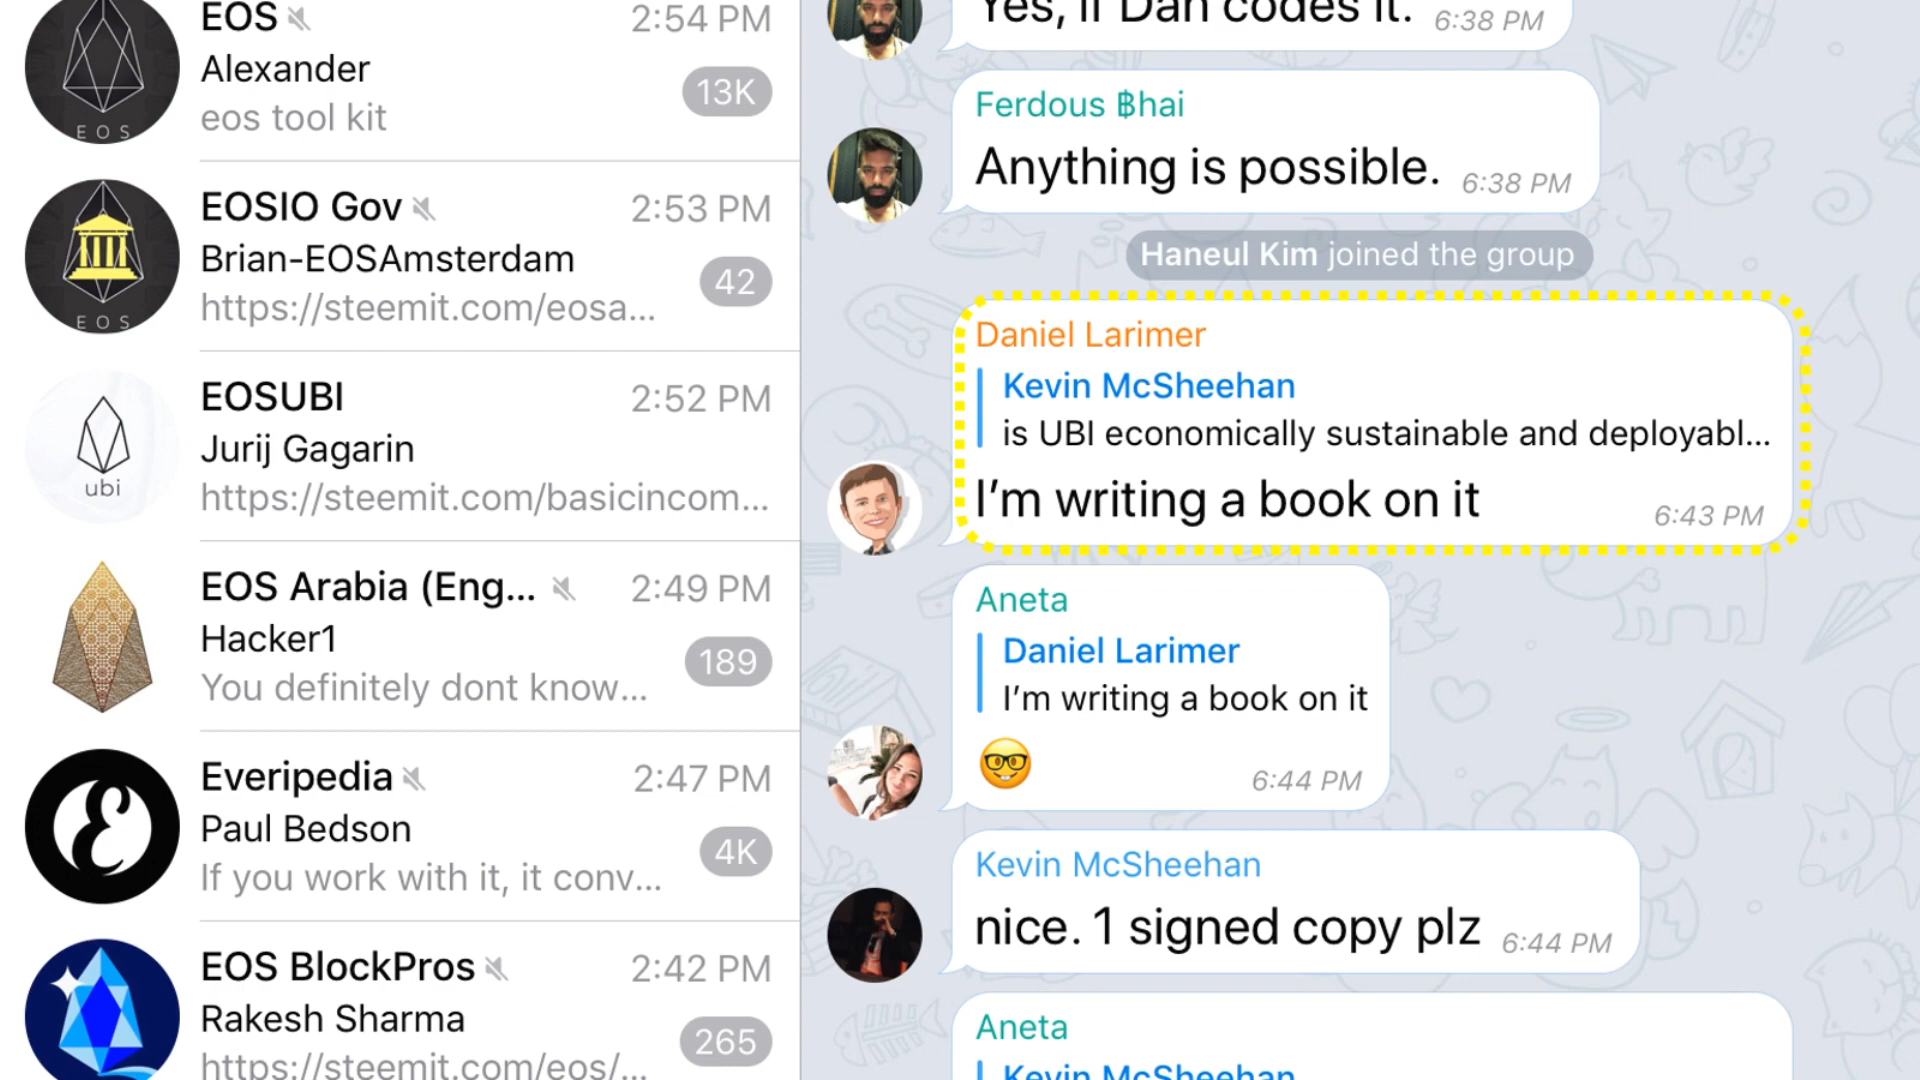 EOS
2:54 PM
Alexander
13K
eos tool kit
EOS
EOSIO Gov
2:53 PM
Brian-EOSAmsterdam
42
https://steemit.com/eosa...
EOS
EOSUBI
2:52 PM
Jurij Gagarin
ubi
https://steemit.com/basicincom...
EOS Arabia (Eng...
2:49 PM
Hacker1
189
You definitely dont know...
Everipedia
2:47 PM
Paul Bedson
4K
If you work with it, it conv...
EOS BlockPros
2:42 PM
Rakesh Sharma
265
https://steemit.com/eos/...
Yes, if Dan codes it. 6:38 PM
Ferdous ฿hai
Anything is possible. 6:38 PM
Haneul Kim joined the group
Daniel Larimer
Kevin McSheehan
is UBI economically sustainable and deployabl...
I’m writing a book on it
6:43 PM
Aneta
Daniel Larimer
I’m writing a book on it
🤓
6:44 PM
Kevin McSheehan
nice. 1 signed copy plz 6:44 PM
Aneta
Kevin McSheehan